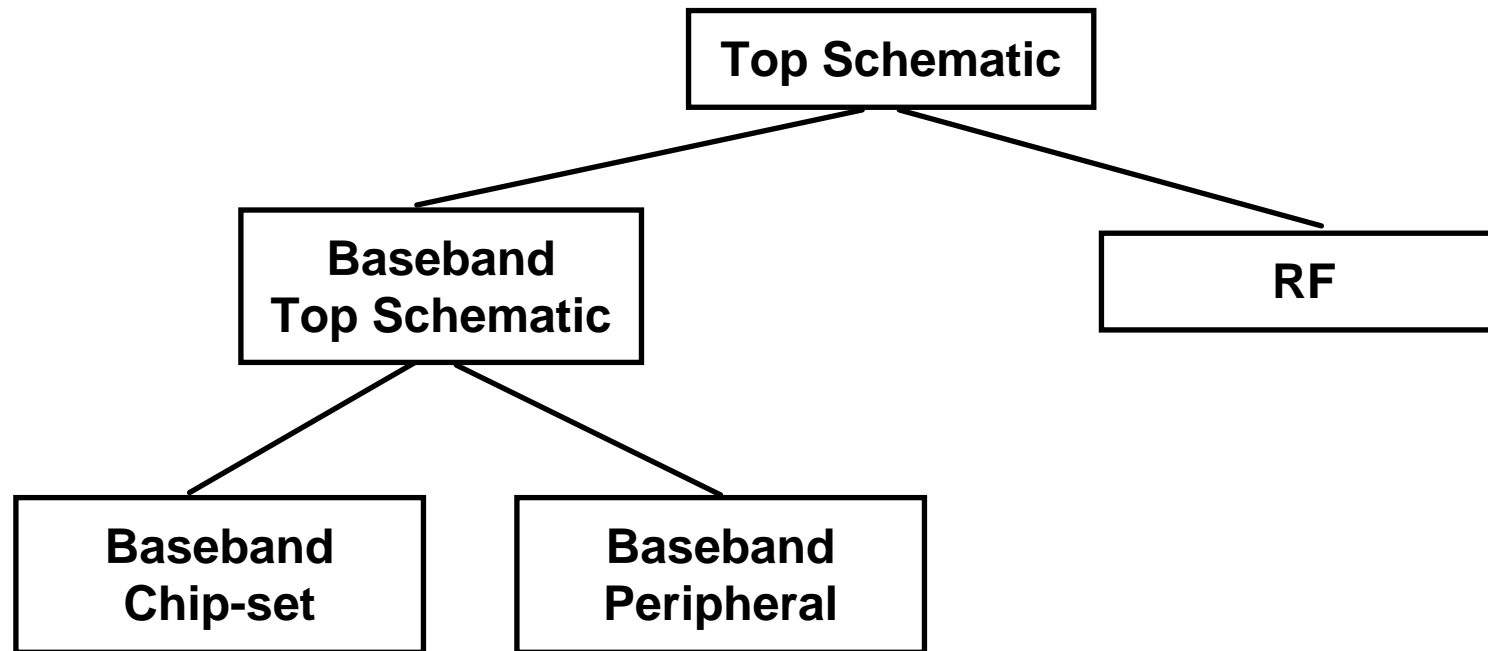 Top Schematic
Baseband
Top Schematic
RF
Baseband
Chip-set
Baseband
Peripheral